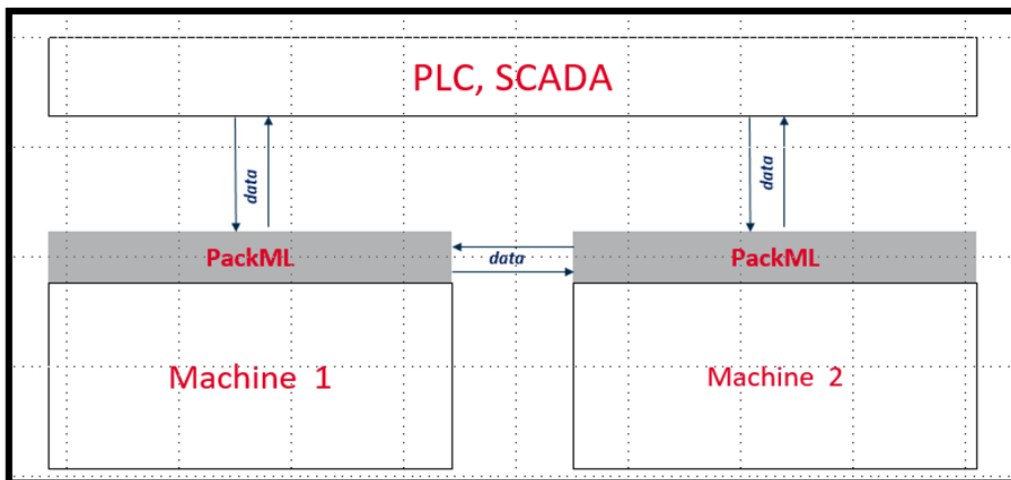 PLC, SCADA
data
data
PackML
data
PackML
Machine 1
Machine 2